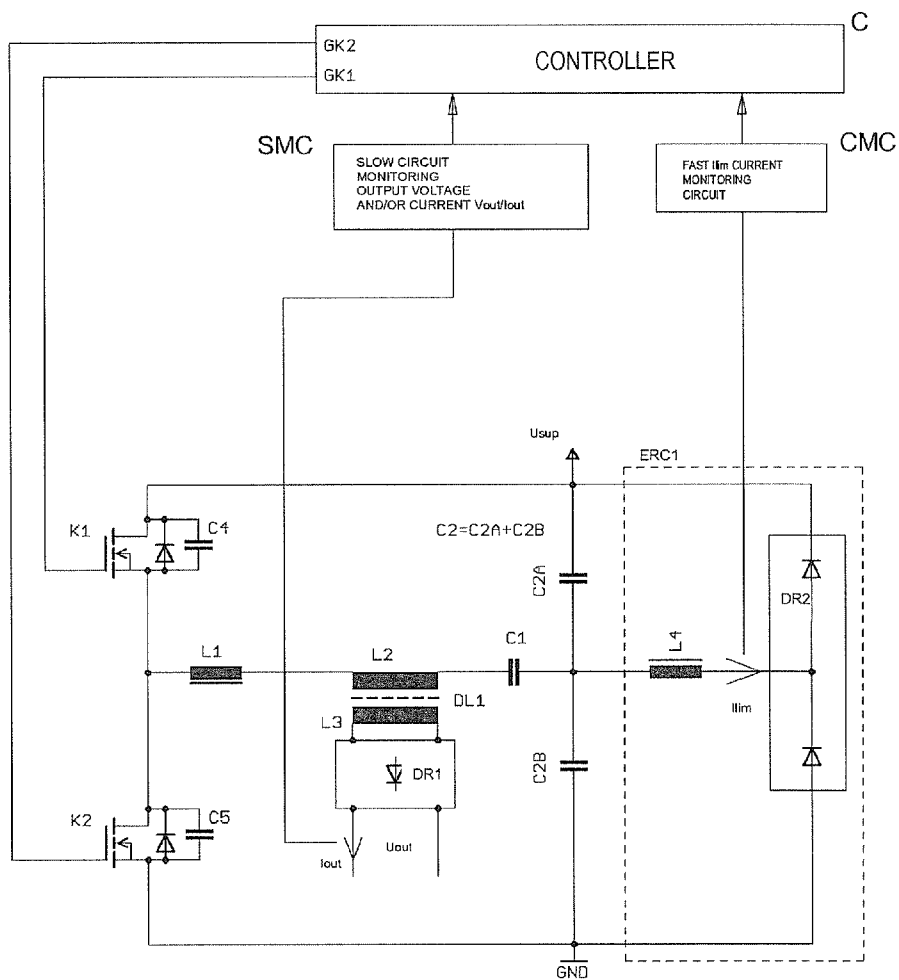 C
GK2
GK1
CONTROLLER
SMC
CMC
SLOW CIRCUIT
MONITORING
OUTPUT VOLTAGE
AND/OR CURRENT Vout/Iout
FAST Ilim CURRENT
MONITORING
CIRCUIT
Usup
ERC1
K1
C4
C2=C2A+C2B
C2A
DR2
L1
L2
C1
L4
DL1
L3
Ilim
C2B
DR1
K2
C5
Iout
Uout
GND